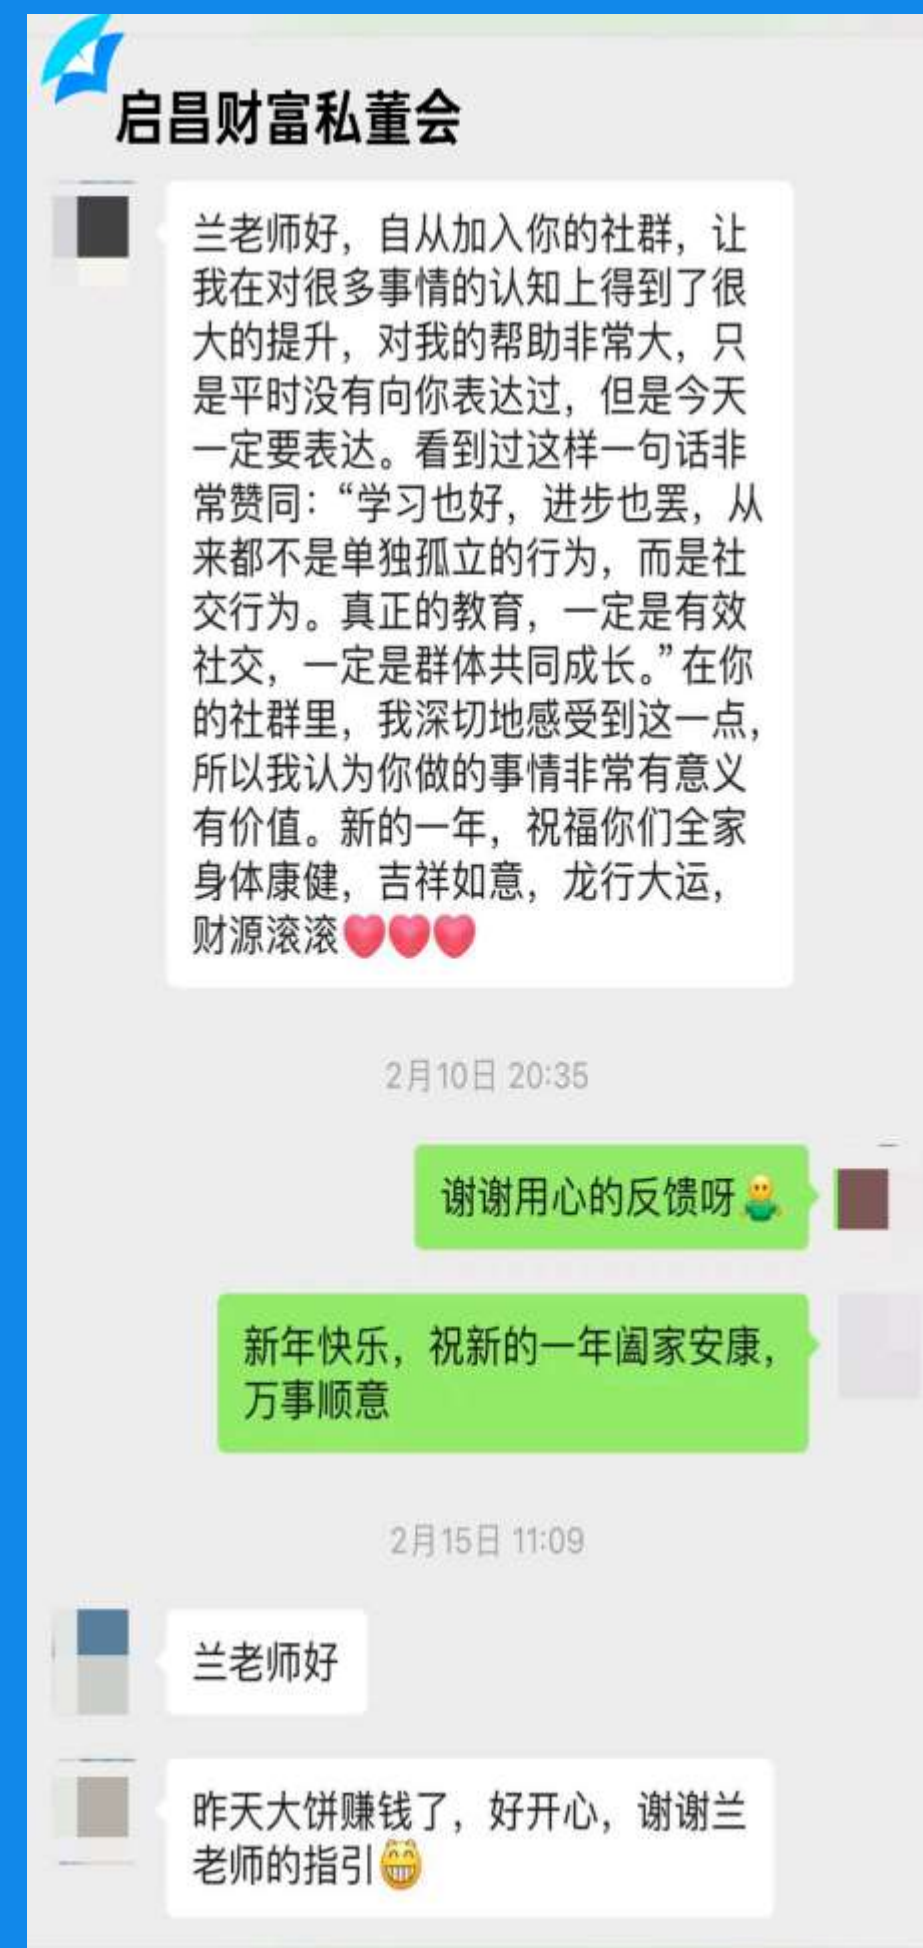 启昌财富私董会
兰老师好，自从加入你的社群，让
我在对很多事情的认知上得到了很
大的提升，对我的帮助非常大，只
是平时没有向你表达过，但是今天
一定要表达。看到过这样一句话非
常赞同：“学习也好，进步也罢，从
来都不是单独孤立的行为，而是社
交行为。真正的教育，一定是有效
社交，一定是群体共同成长。”在你
的社群里，我深切地感受到这一点，
所以我认为你做的事情非常有意义
有价值。新的一年，祝福你们全家
身体康健，吉祥如意，龙行大运，
财源滚滚
2月10日 20:35
谢谢用心的反馈呀
新年快乐，祝新的一年阖家安康，
万事顺意
2月15日 11:09
兰老师好
昨天大饼赚钱了，好开心，谢谢兰
老师的指引